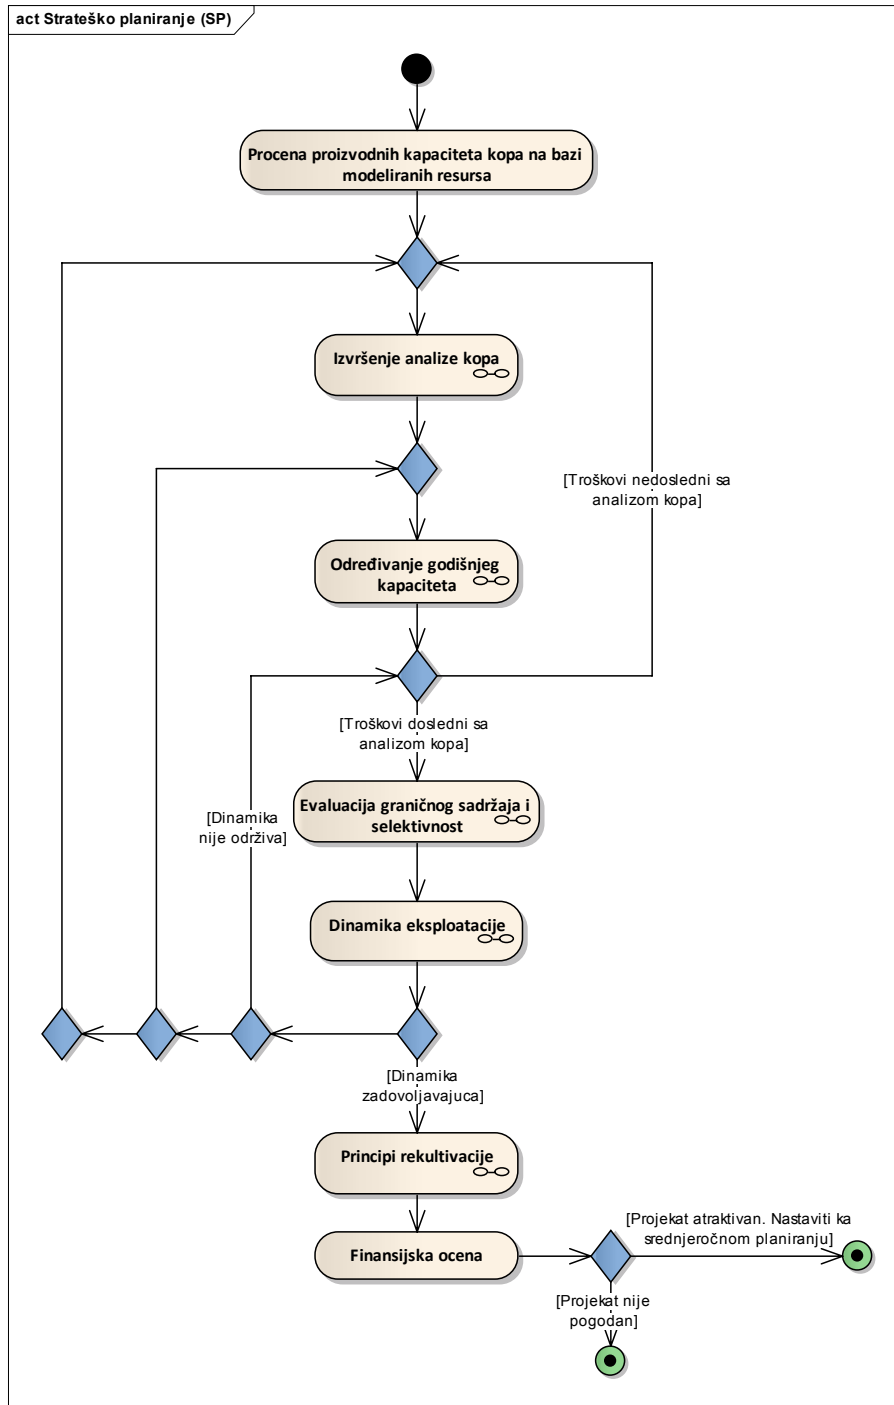 act Strateško planiranje (SP)
Procena proizvodnih kapaciteta kopa na bazi
modeliranih resursa
Izvršenje analize kopa
[Troškovi nedosledni sa
analizom kopa]
Određivanje godišnjeg
kapaciteta
[Troškovi dosledni sa
analizom kopa]
Evaluacija graničnog sadržaja i
selektivnost
[Dinamika
nije održiva]
Dinamika eksploatacije
[Dinamika
zadovoljavajuca]
Principi rekultivacije
[Projekat atraktivan. Nastaviti ka
srednjeročnom planiranju]
Finansijska ocena
[Projekat nije
pogodan]